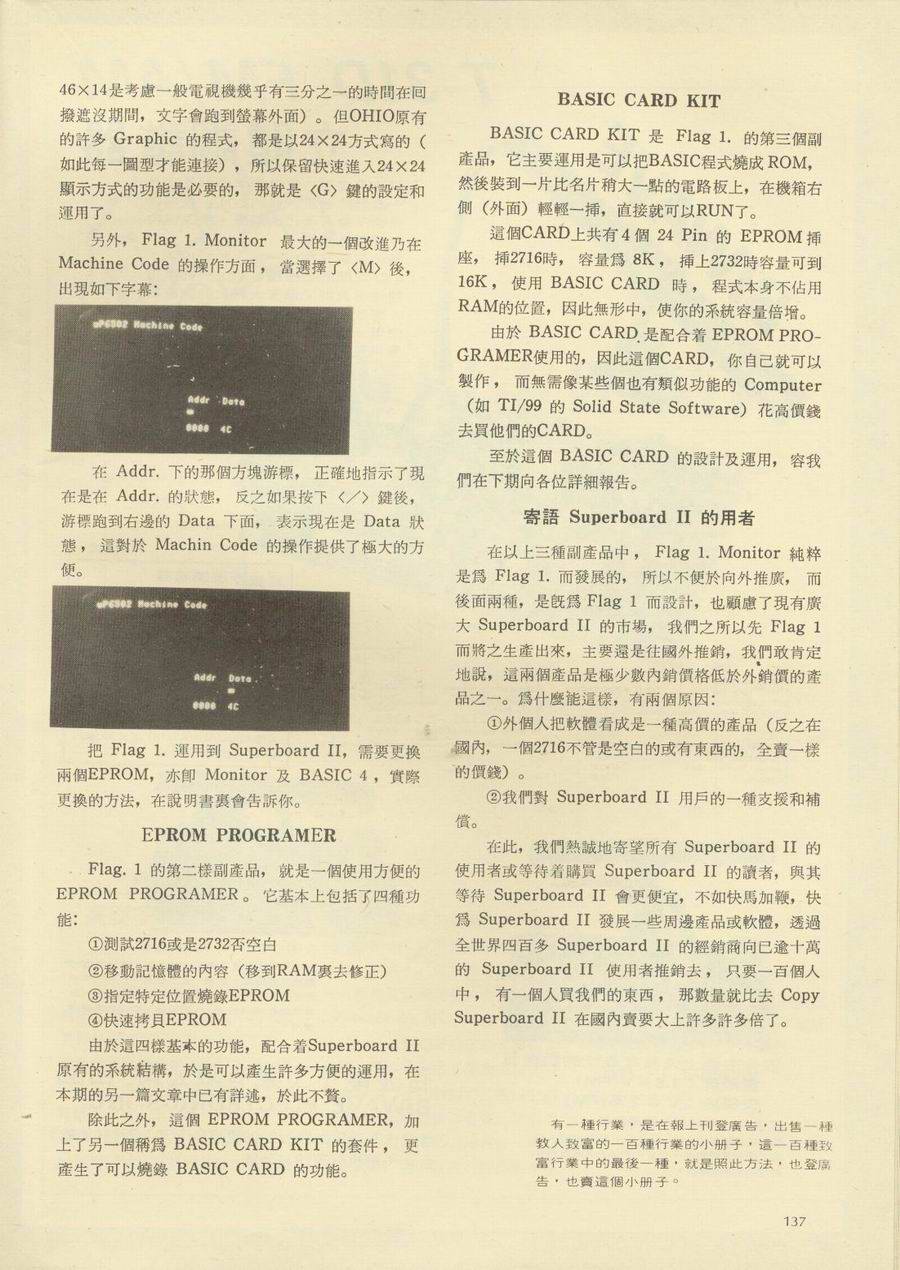 46×14是考慮一般電視機幾乎有三分之一的時間在回
撥遮沒期間，文字會跑到螢幕外面）。但OHIO原有
的許多 Graphic 的程式， 都是以24×24方式寫的（
如此每一圖型才能連接），所以保留快速進入24×24
顯示方式的功能是必要的， 那就是〈G〉鍵的設定和
運用了。
另外， Flag 1. Monitor 最大的一個改進乃在
Machine Code 的操作方面， 當選擇了〈M〉後，
出現如下字幕：
uP6502 Machine Code
Addr Data
0000 4C
在 Addr. 下的那個方塊游標， 正確地指示了現
在是在 Addr. 的狀態， 反之如果按下〈／〉鍵後，
游標跑到右邊的 Data 下面， 表示現在是 Data 狀
態， 這對於 Machin Code 的操作提供了極大的方
便。
uP6502 Machine Code
Addr Data
0000 4C
把 Flag 1. 運用到 Superboard II，需要更換
兩個EPROM，亦卽 Monitor 及 BASIC 4，實際
更換的方法，在說明書裏會告訴你。
EPROM PROGRAMER
Flag. 1 的第二樣副產品， 就是一個使用方便的
EPROM PROGRAMER。 它基本上包括了四種功
能：
①測試2716或是2732否空白
②移動記憶體的內容（移到RAM裏去修正）
③指定特定位置燒錄EPROM
④快速拷貝EPROM
由於這四樣基本的功能，配合着Superboard II
原有的系統結構，於是可以產生許多方便的運用，在
本期的另一篇文章中已有詳述，於此不贅。
除此之外， 這個 EPROM PROGRAMER，加
上了另一個稱爲 BASIC CARD KIT 的套件， 更
產生了可以燒錄 BASIC CARD 的功能。
BASIC CARD KIT
BASIC CARD KIT 是 Flag 1. 的第三個副
產品，它主要運用是可以把BASIC程式燒成 ROM，
然後裝到一片比名片稍大一點的電路板上，在機箱右
側（外面）輕輕一揷，直接就可以RUN了。
這個CARD上共有4個 24 Pin 的 EPROM 揷
座， 揷2716時， 容量爲 8K， 揷上2732時容量可到
16K， 使用 BASIC CARD 時， 程式本身不佔用
RAM的位置，因此無形中，使你的系統容量倍增。
由於 BASIC CARD 是配合着 EPROM PRO-
GRAMER使用的，因此這個CARD， 你自己就可以
製作， 而無需像某些個也有類似功能的 Computer
（如 TI/99 的 Solid State Software）花高價錢
去買他們的CARD。
至於這個 BASIC CARD 的設計及運用，容我
們在下期向各位詳細報告。
寄語 Superboard II 的用者
在以上三種副產品中， Flag 1. Monitor 純粹
是爲 Flag 1. 而發展的， 所以不便於向外推廣， 而
後面兩種，是旣爲 Flag 1 而設計，也顧慮了現有廣
大 Superboard II 的市場， 我們之所以先 Flag 1
而將之生產出來，主要還是往國外推銷，我們敢肯定
地說，這兩個產品是極少數內銷價格低於外銷價的產
品之一。爲什麼能這樣，有兩個原因：
①外個人把軟體看成是一種高價的產品（反之在
國內，一個2716不管是空白的或有東西的， 全賣一樣
的價錢）。
②我們對 Superboard II 用戶的一種支援和補
償。
在此，我們熱誠地寄望所有 Superboard II 的
使用者或等待着購買 Superboard II 的讀者，與其
等待 Superboard II 會更便宜，不如快馬加鞭，快
爲 Superboard II 發展一些周邊產品或軟體，透過
全世界四百多 Superboard II 的經銷商向已逾十萬
的 Superboard II 使用者推銷去， 只要一百個人
中， 有一個人買我們的東西， 那數量就比去 Copy
Superboard II 在國內賣要大上許多許多倍了。
有一種行業，是在報上刊登廣告，出售一種
教人致富的一百種行業的小册子，這一百種致
富行業中的最後一種，就是照此方法，也登廣
告，也賣這個小册子。
137